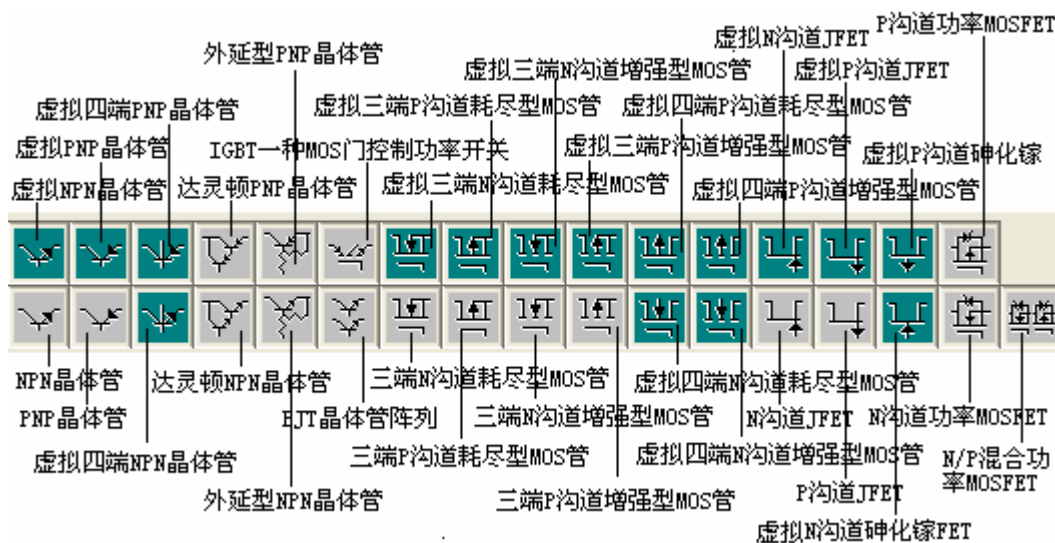 P沟道功率MOSFET
虚拟N沟道JFET
外延型PNP晶体管
虚拟三端N沟道增强型MOS管
虚拟P沟道JFET
虚拟四端PNP晶体管
虚拟三端P沟道耗尽型MOS管
虚拟四端P沟道耗尽型MOS管
虚拟PNP晶体管
IGBT一种MOS门控制功率开关
虚拟三端P沟道增强型MOS管
虚拟P沟道砷化镓
虚拟NPN晶体管
达灵顿PNP晶体管
虚拟三端N沟道耗尽型MOS管
虚拟四端P沟道增强型MOS管
NPN晶体管
达灵顿NPN晶体管
三端N沟道耗尽型MOS管
虚拟四端N沟道耗尽型MOS管
PNP晶体管
BJT晶体管阵列
三端N沟道增强型MOS管
N沟道JFET
N沟道功率MOSFET
虚拟四端NPN晶体管
三端P沟道耗尽型MOS管
虚拟四端N沟道增强型MOS管
N/P混合功
率MOSFET
外延型NPN晶体管
三端P沟道增强型MOS管
P沟道JFET
虚拟N沟道砷化镓FET